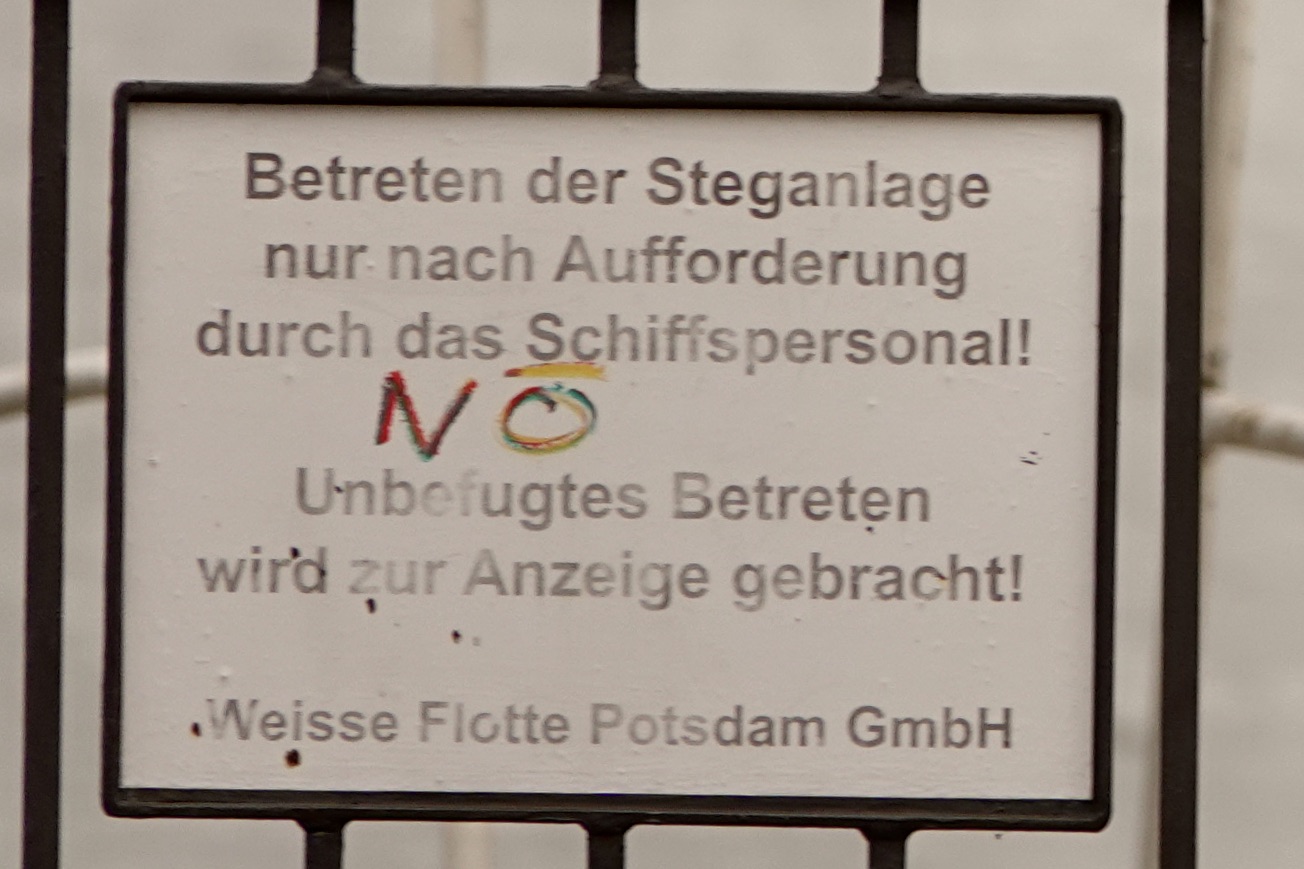 Betreten der Steganlage
nur nach Aufforderung
durch das Schiffspersonal!
NŌ
Unbefugtes Betreten
wird zur Anzeige gebracht!
Weisse Flotte Potsdam GmbH